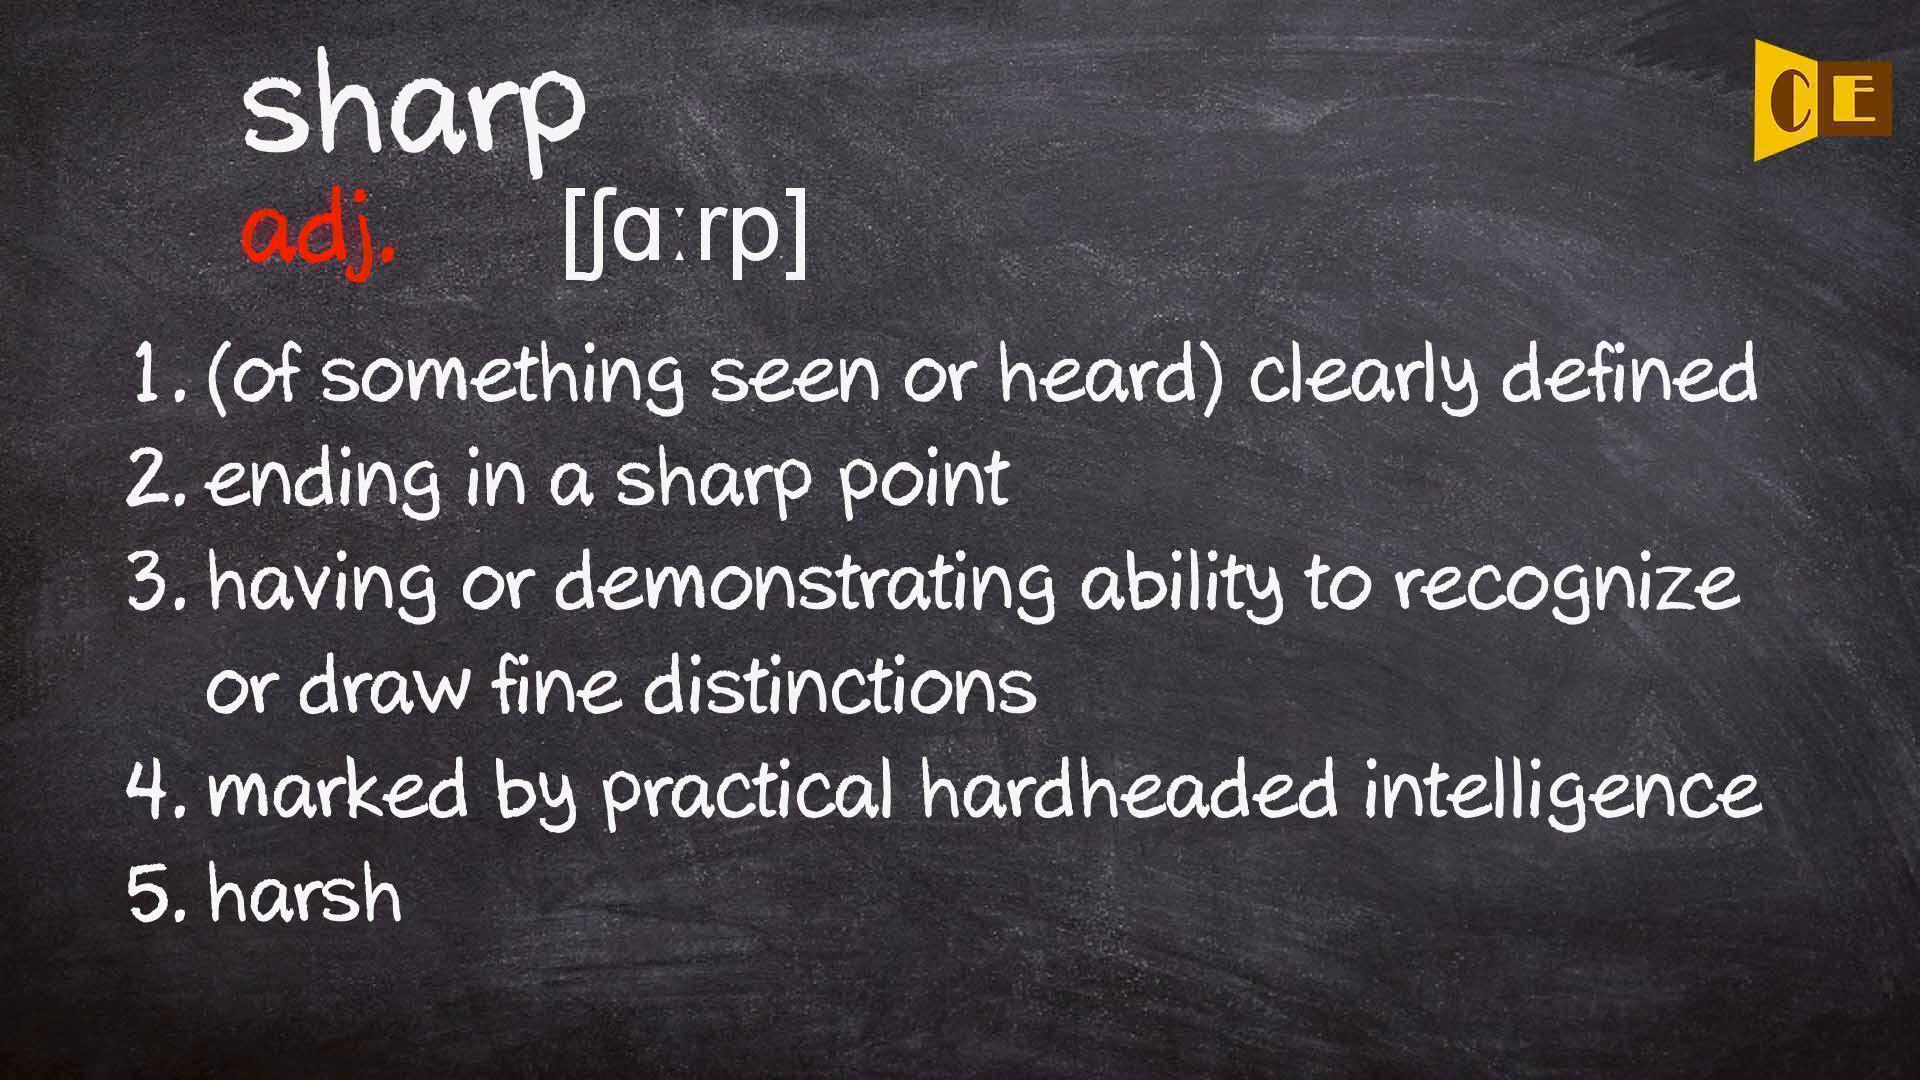 sharp
CE
adj. [ʃɑːrp]
1. (of something seen or heard) clearly defined
2. ending in a sharp point
3. having or demonstrating ability to recognize
or draw fine distinctions
4. marked by practical hardheaded intelligence
5. harsh